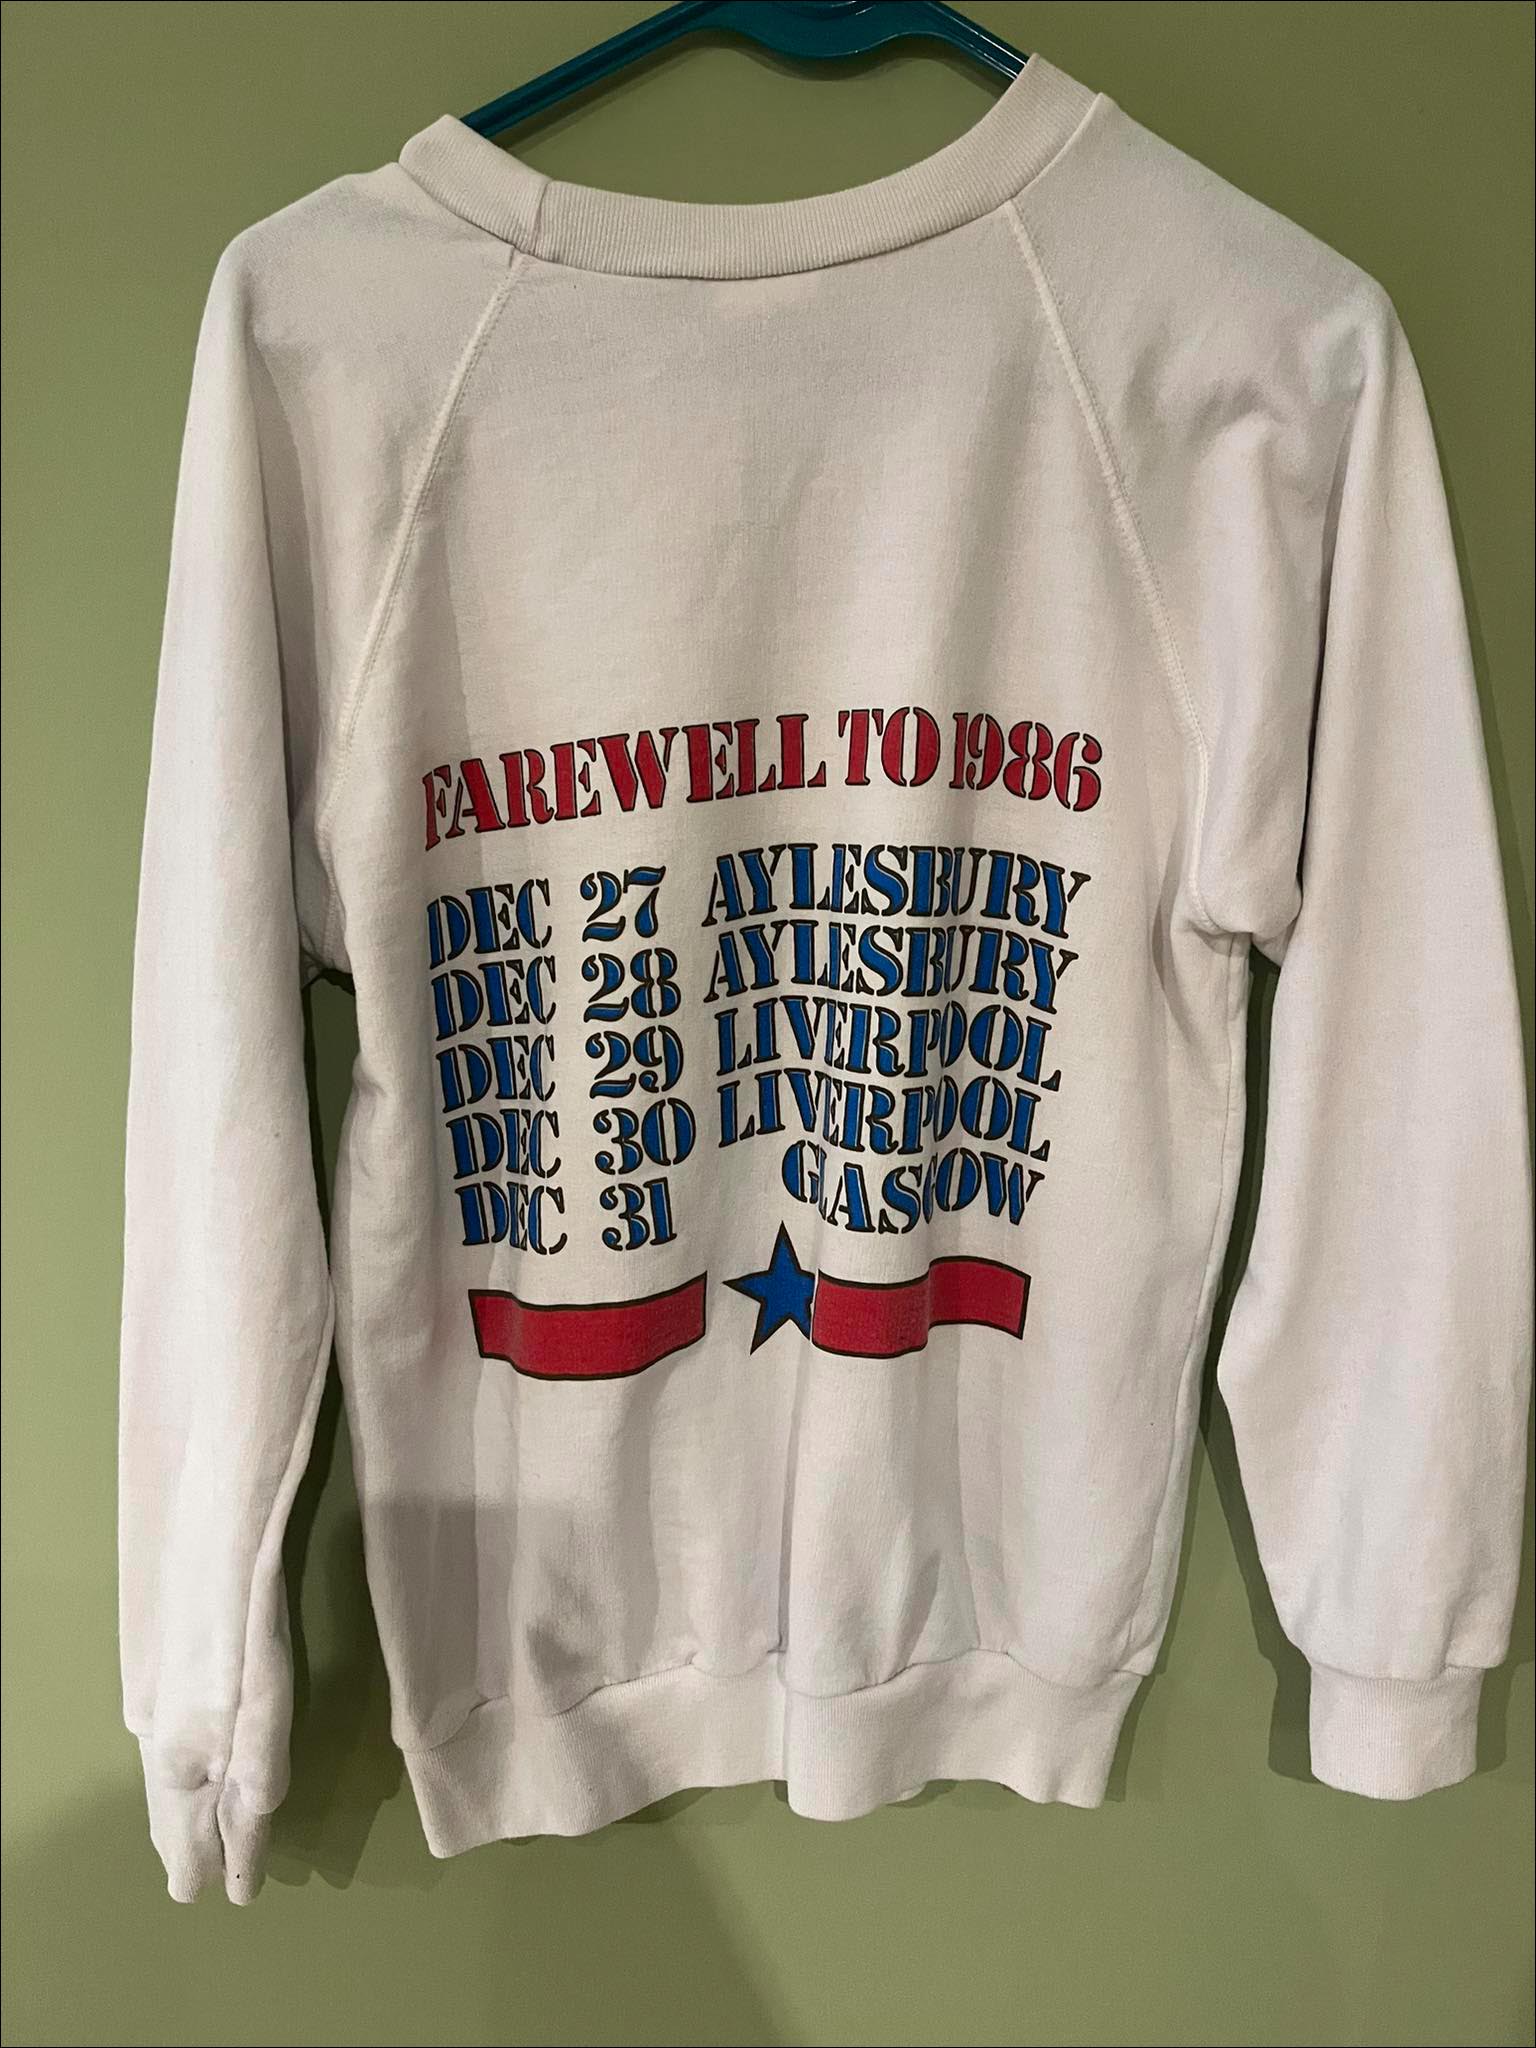 FAREWELL TO 1986
DEC 27 AYLESBURY
DEC 28 AYLESBURY
DEC 29 LIVERPOOL
DEC 30 LIVERPOOL
DEC 31 GLASGOW